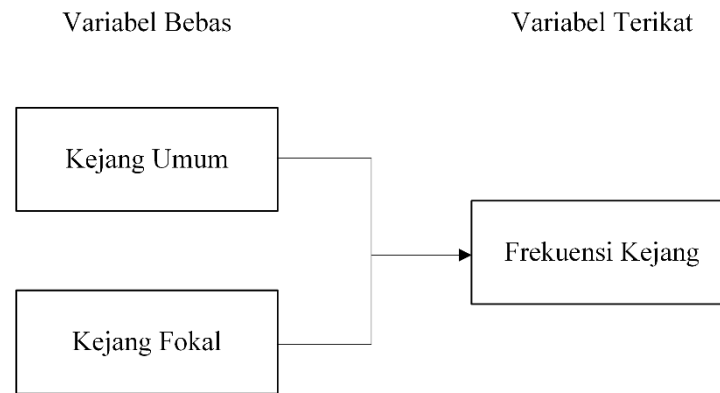 Variabel Bebas
Variabel Terikat
Kejang Umum
Frekuensi Kejang
Kejang Fokal